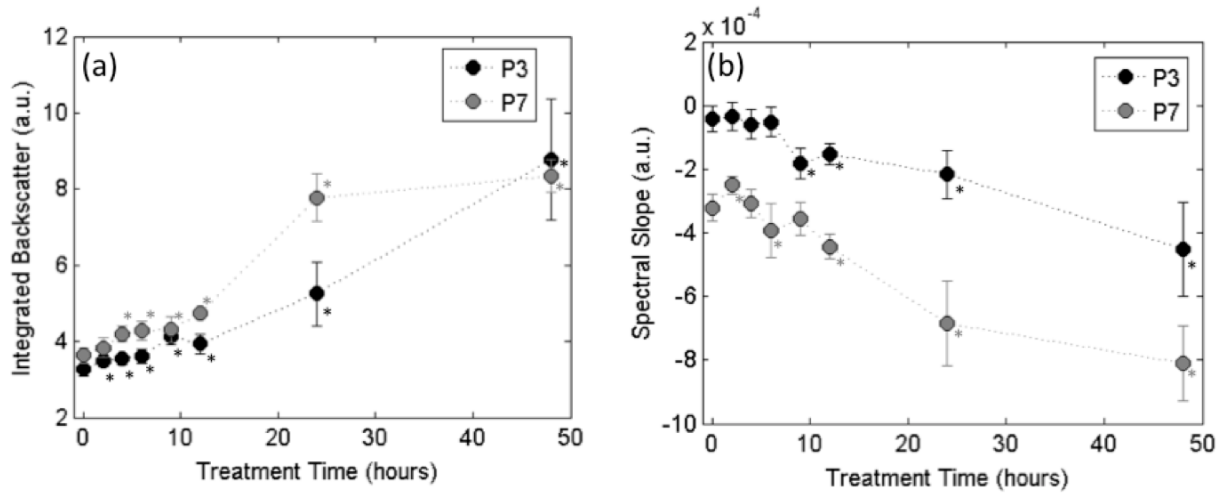 (a)
P3
P7
12
10
8
6
4
2
0
10
20
30
40
50
Integrated Backscatter (a.u.)
Treatment Time (hours)
* * * * * * * * * * * * * *
x 10 -4
(b)
P3
P7
2
0
-2
-4
-6
-8
-10
0
10
20
30
40
50
Spectral Slope (a.u.)
Treatment Time (hours)
* * * * * * * * *